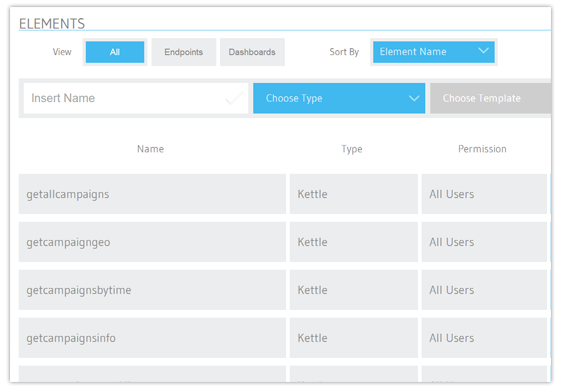 ELEMENTS
View All Endpoints Dashboards Sort By Element Name
Insert Name Choose Type Choose Template
Name Type Permission
getallcampaigns Kettle All Users
getcampaigngeo Kettle All Users
getcampaignsbytime Kettle All Users
getcampaignsinfo Kettle All Users